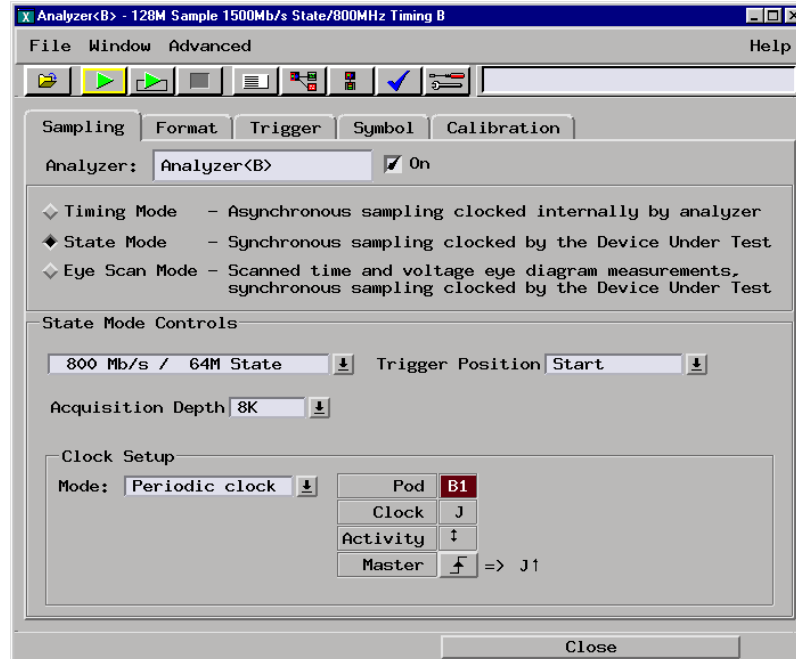 Analyzer<B> - 128M Sample 1500Mb/s State/800MHz Timing B
File Window Advanced Help
Sampling Format Trigger Symbol Calibration
Analyzer: Analyzer<B> On
Timing Mode - Asynchronous sampling clocked internally by analyzer
State Mode - Synchronous sampling clocked by the Device Under Test
Eye Scan Mode - Scanned time and voltage eye diagram measurements,
synchronous sampling clocked by the Device Under Test
State Mode Controls
800 Mb/s / 64M State Trigger Position Start
Acquisition Depth 8K
Clock Setup
Mode: Periodic clock Pod B1
Clock J
Activity ↕
Master => J↑
Close